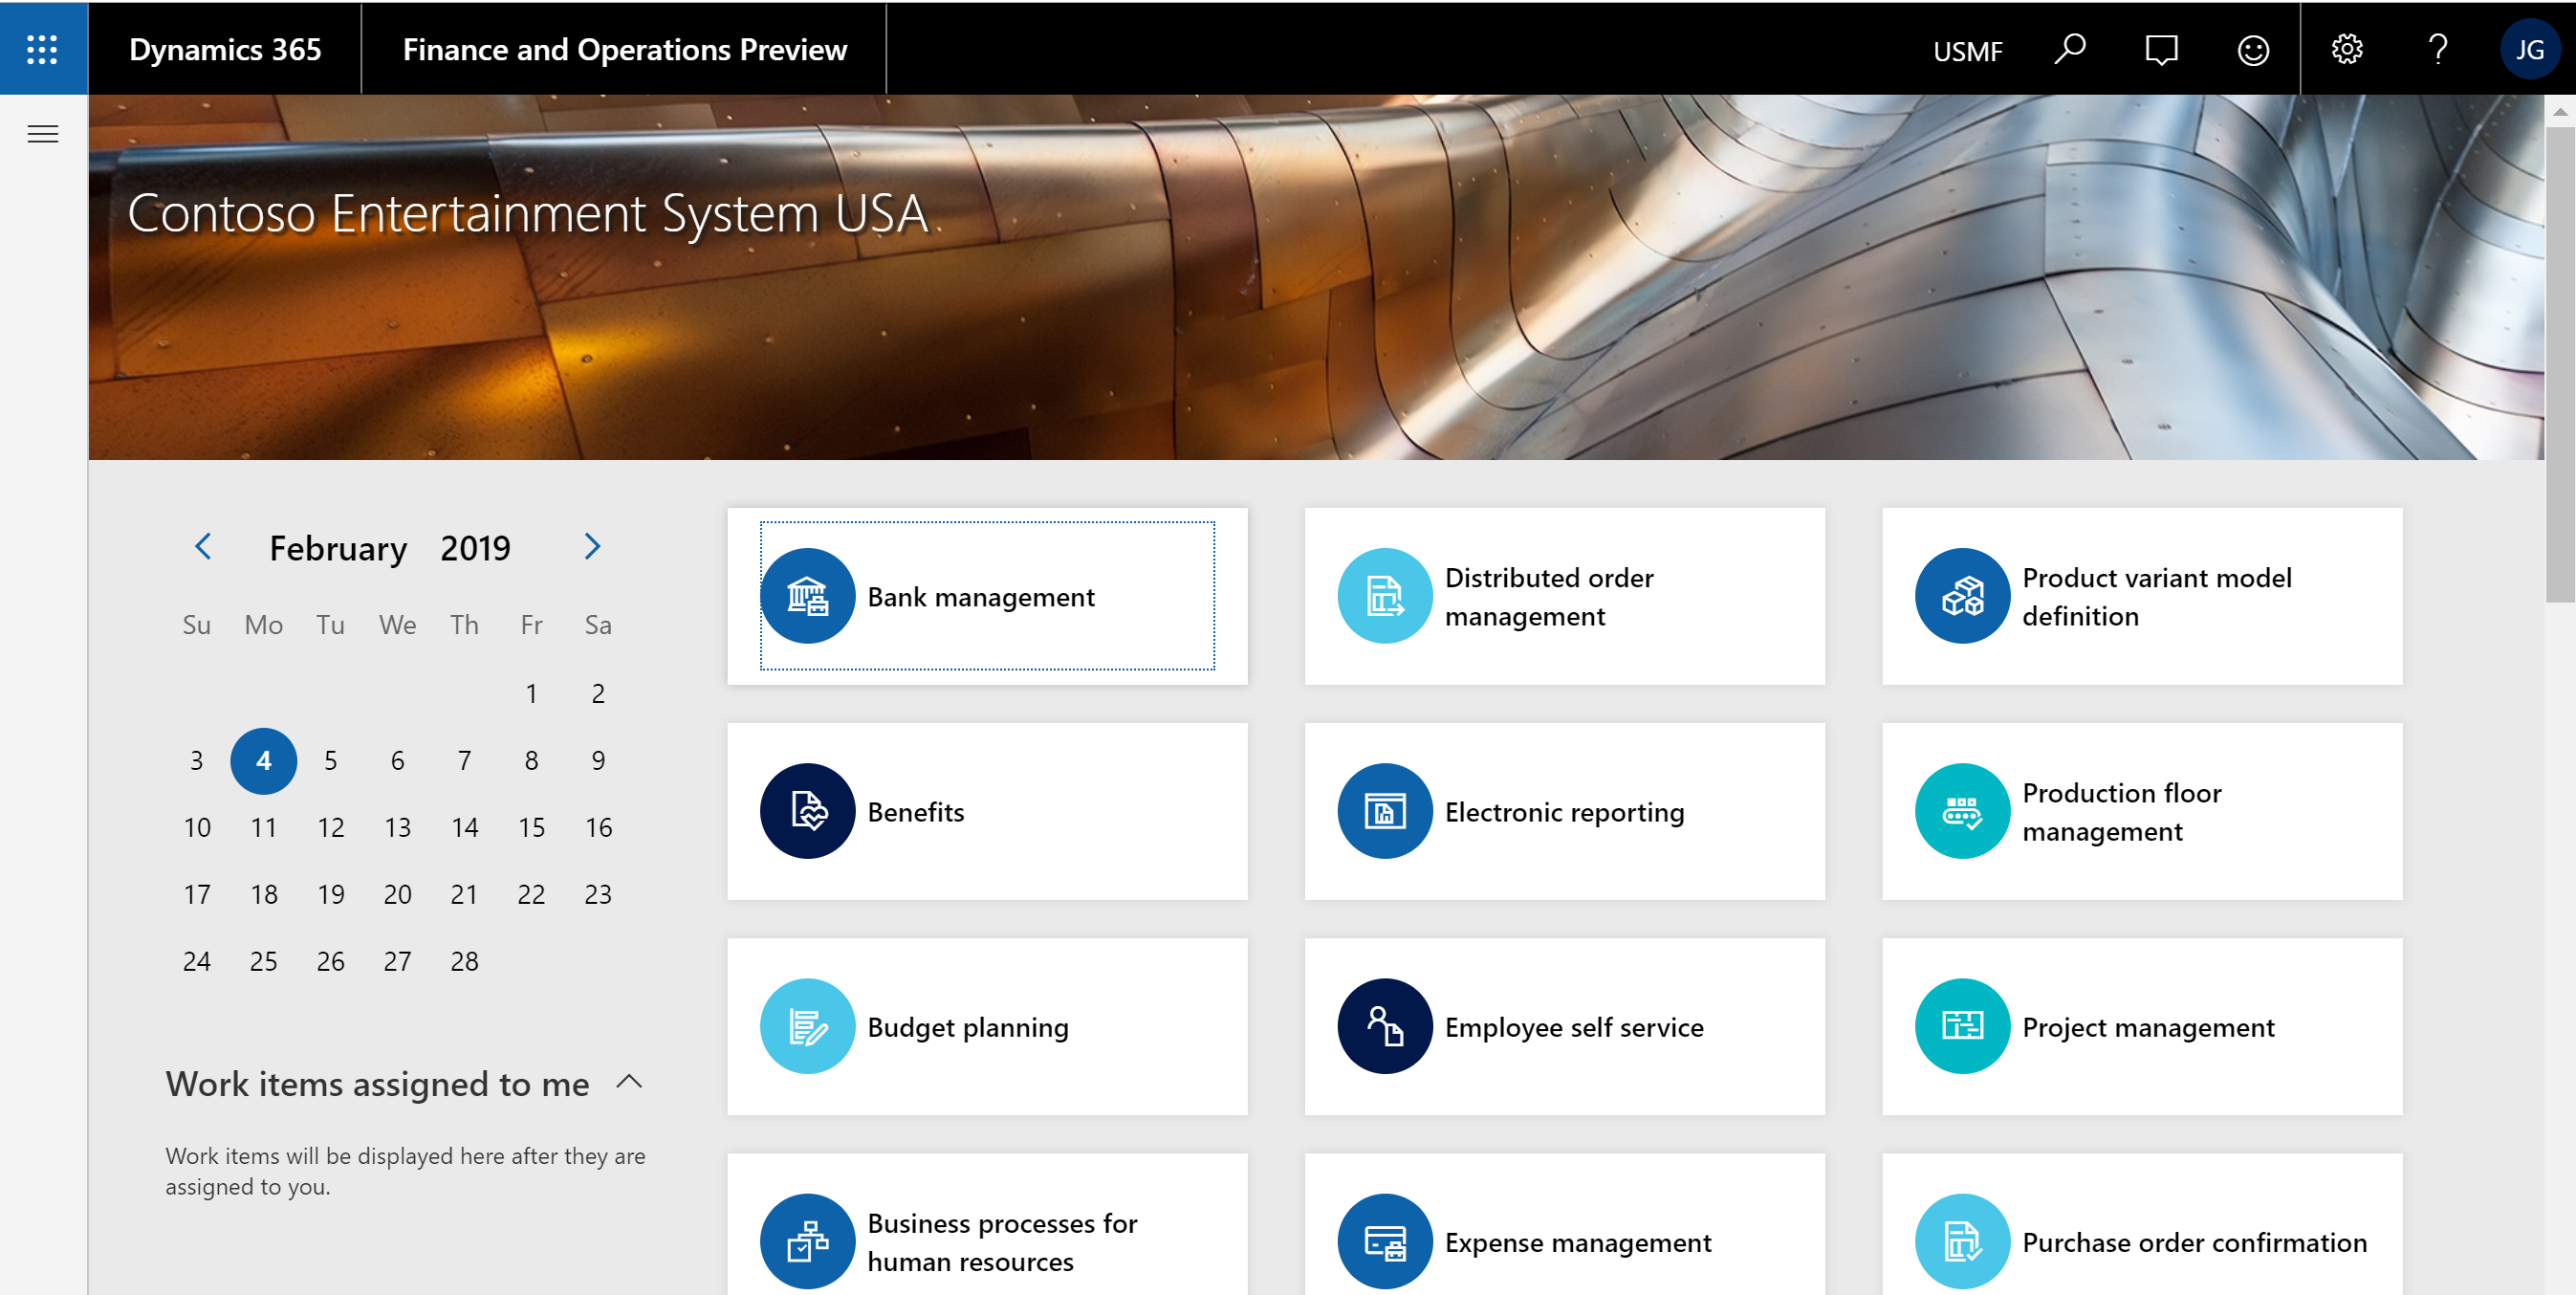 Dynamics 365
Finance and Operations Preview
USMF
JG
Contoso Entertainment System USA
February 2019
Su Mo Tu We Th Fr Sa
1 2
3 4 5 6 7 8 9
10 11 12 13 14 15 16
17 18 19 20 21 22 23
24 25 26 27 28
Work items assigned to me
Work items will be displayed here after they are
assigned to you.
Bank management
Distributed order
management
Product variant model
definition
Benefits
Electronic reporting
Production floor
management
Budget planning
Employee self service
Project management
Business processes for
human resources
Expense management
Purchase order confirmation